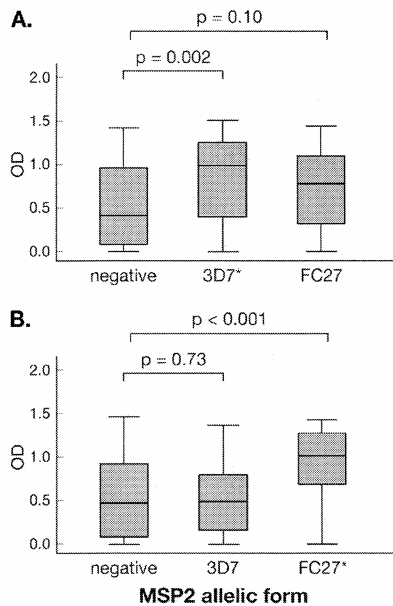 A.
p = 0.10
p = 0.002
2.0
1.5
1.0
0.5
0.0
OD
negative 3D7* FC27
B.
p < 0.001
p = 0.73
2.0
1.5
1.0
0.5
0.0
OD
negative 3D7 FC27*
MSP2 allelic form